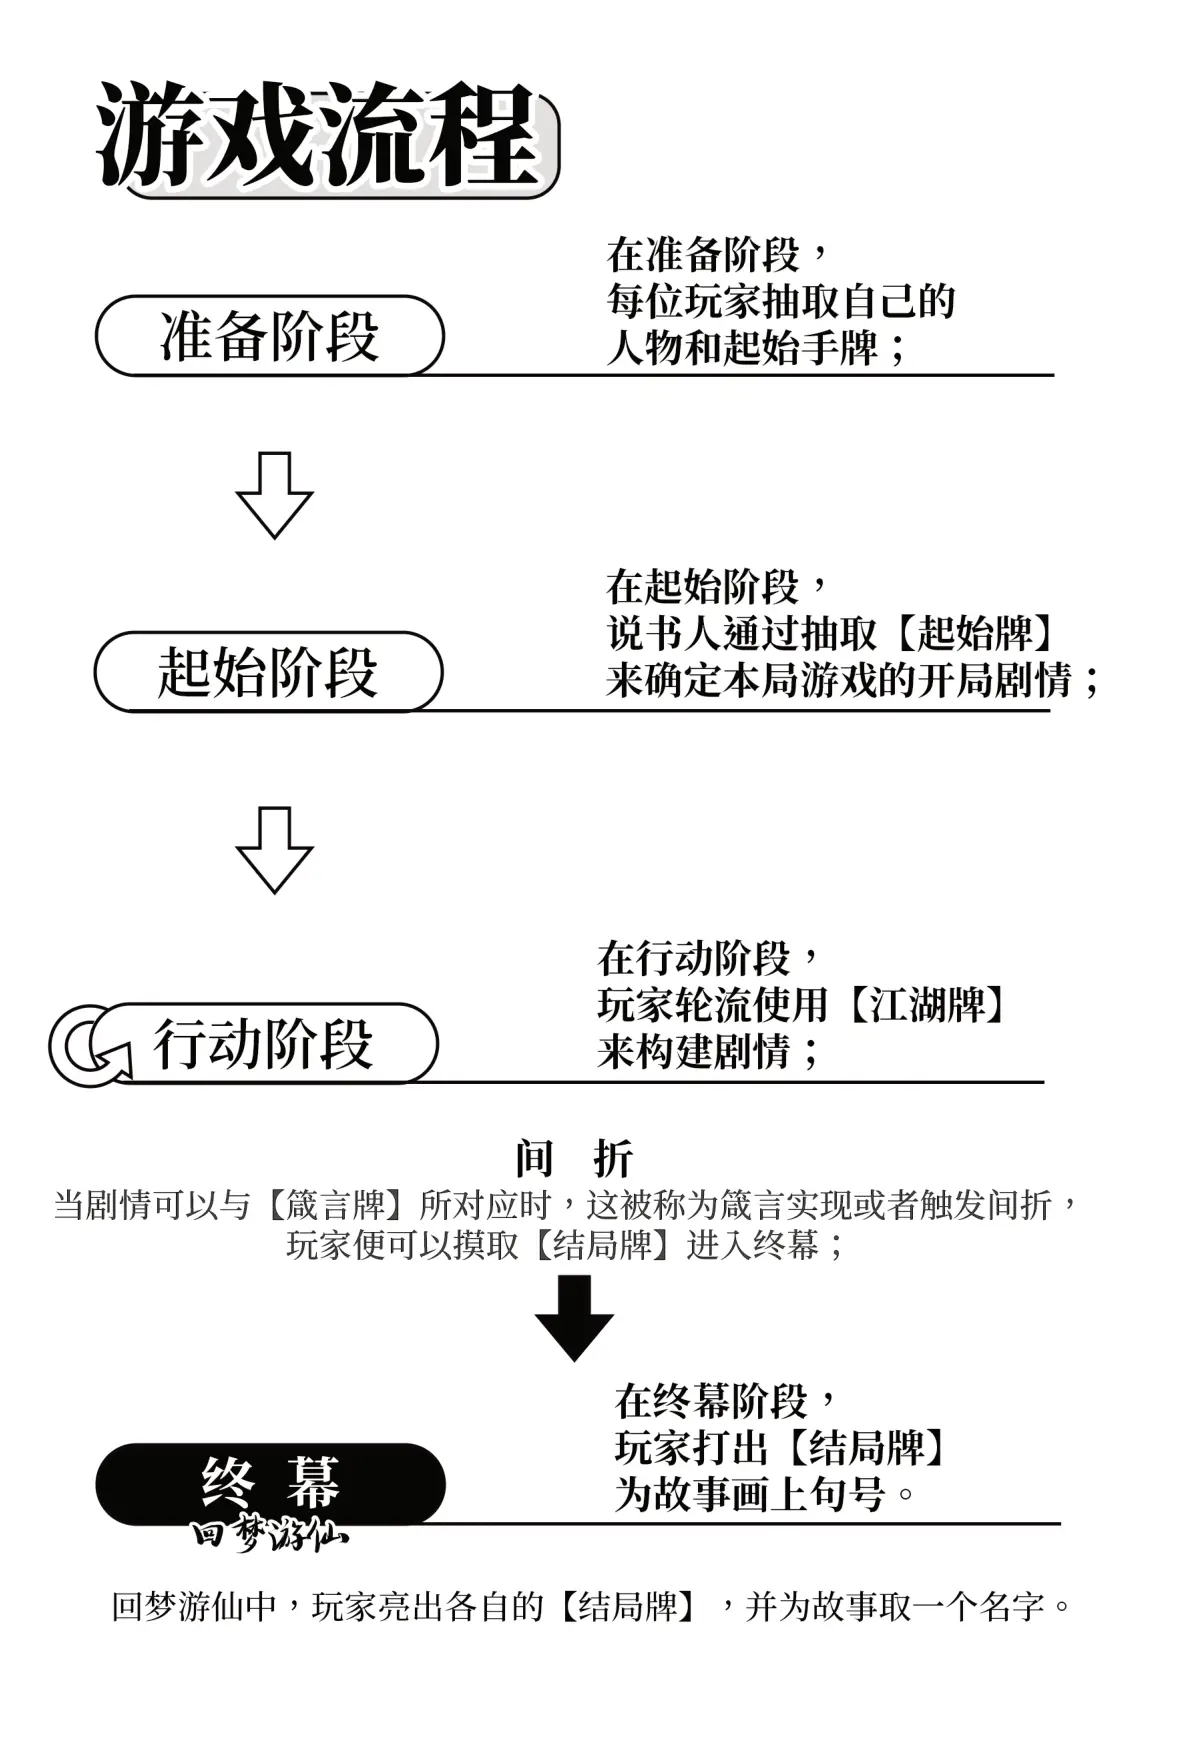 游戏流程
在准备阶段，
每位玩家抽取自己的
人物和起始手牌；
准备阶段
在起始阶段，
说书人通过抽取【起始牌】
来确定本局游戏的开局剧情；
起始阶段
在行动阶段，
玩家轮流使用【江湖牌】
来构建剧情；
行动阶段
间 折
当剧情可以与【箴言牌】所对应时，这被称为箴言实现或者触发间折，
玩家便可以摸取【结局牌】进入终幕；
在终幕阶段，
玩家打出【结局牌】
为故事画上句号。
终 幕
回梦游仙
回梦游仙中，玩家亮出各自的【结局牌】，并为故事取一个名字。